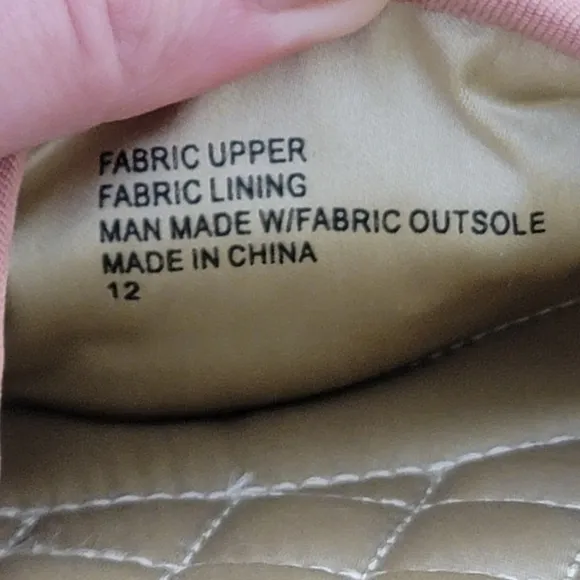 FABRIC UPPER
FABRIC LINING
MAN MADE W/FABRIC OUTSOLE
MADE IN CHINA
12